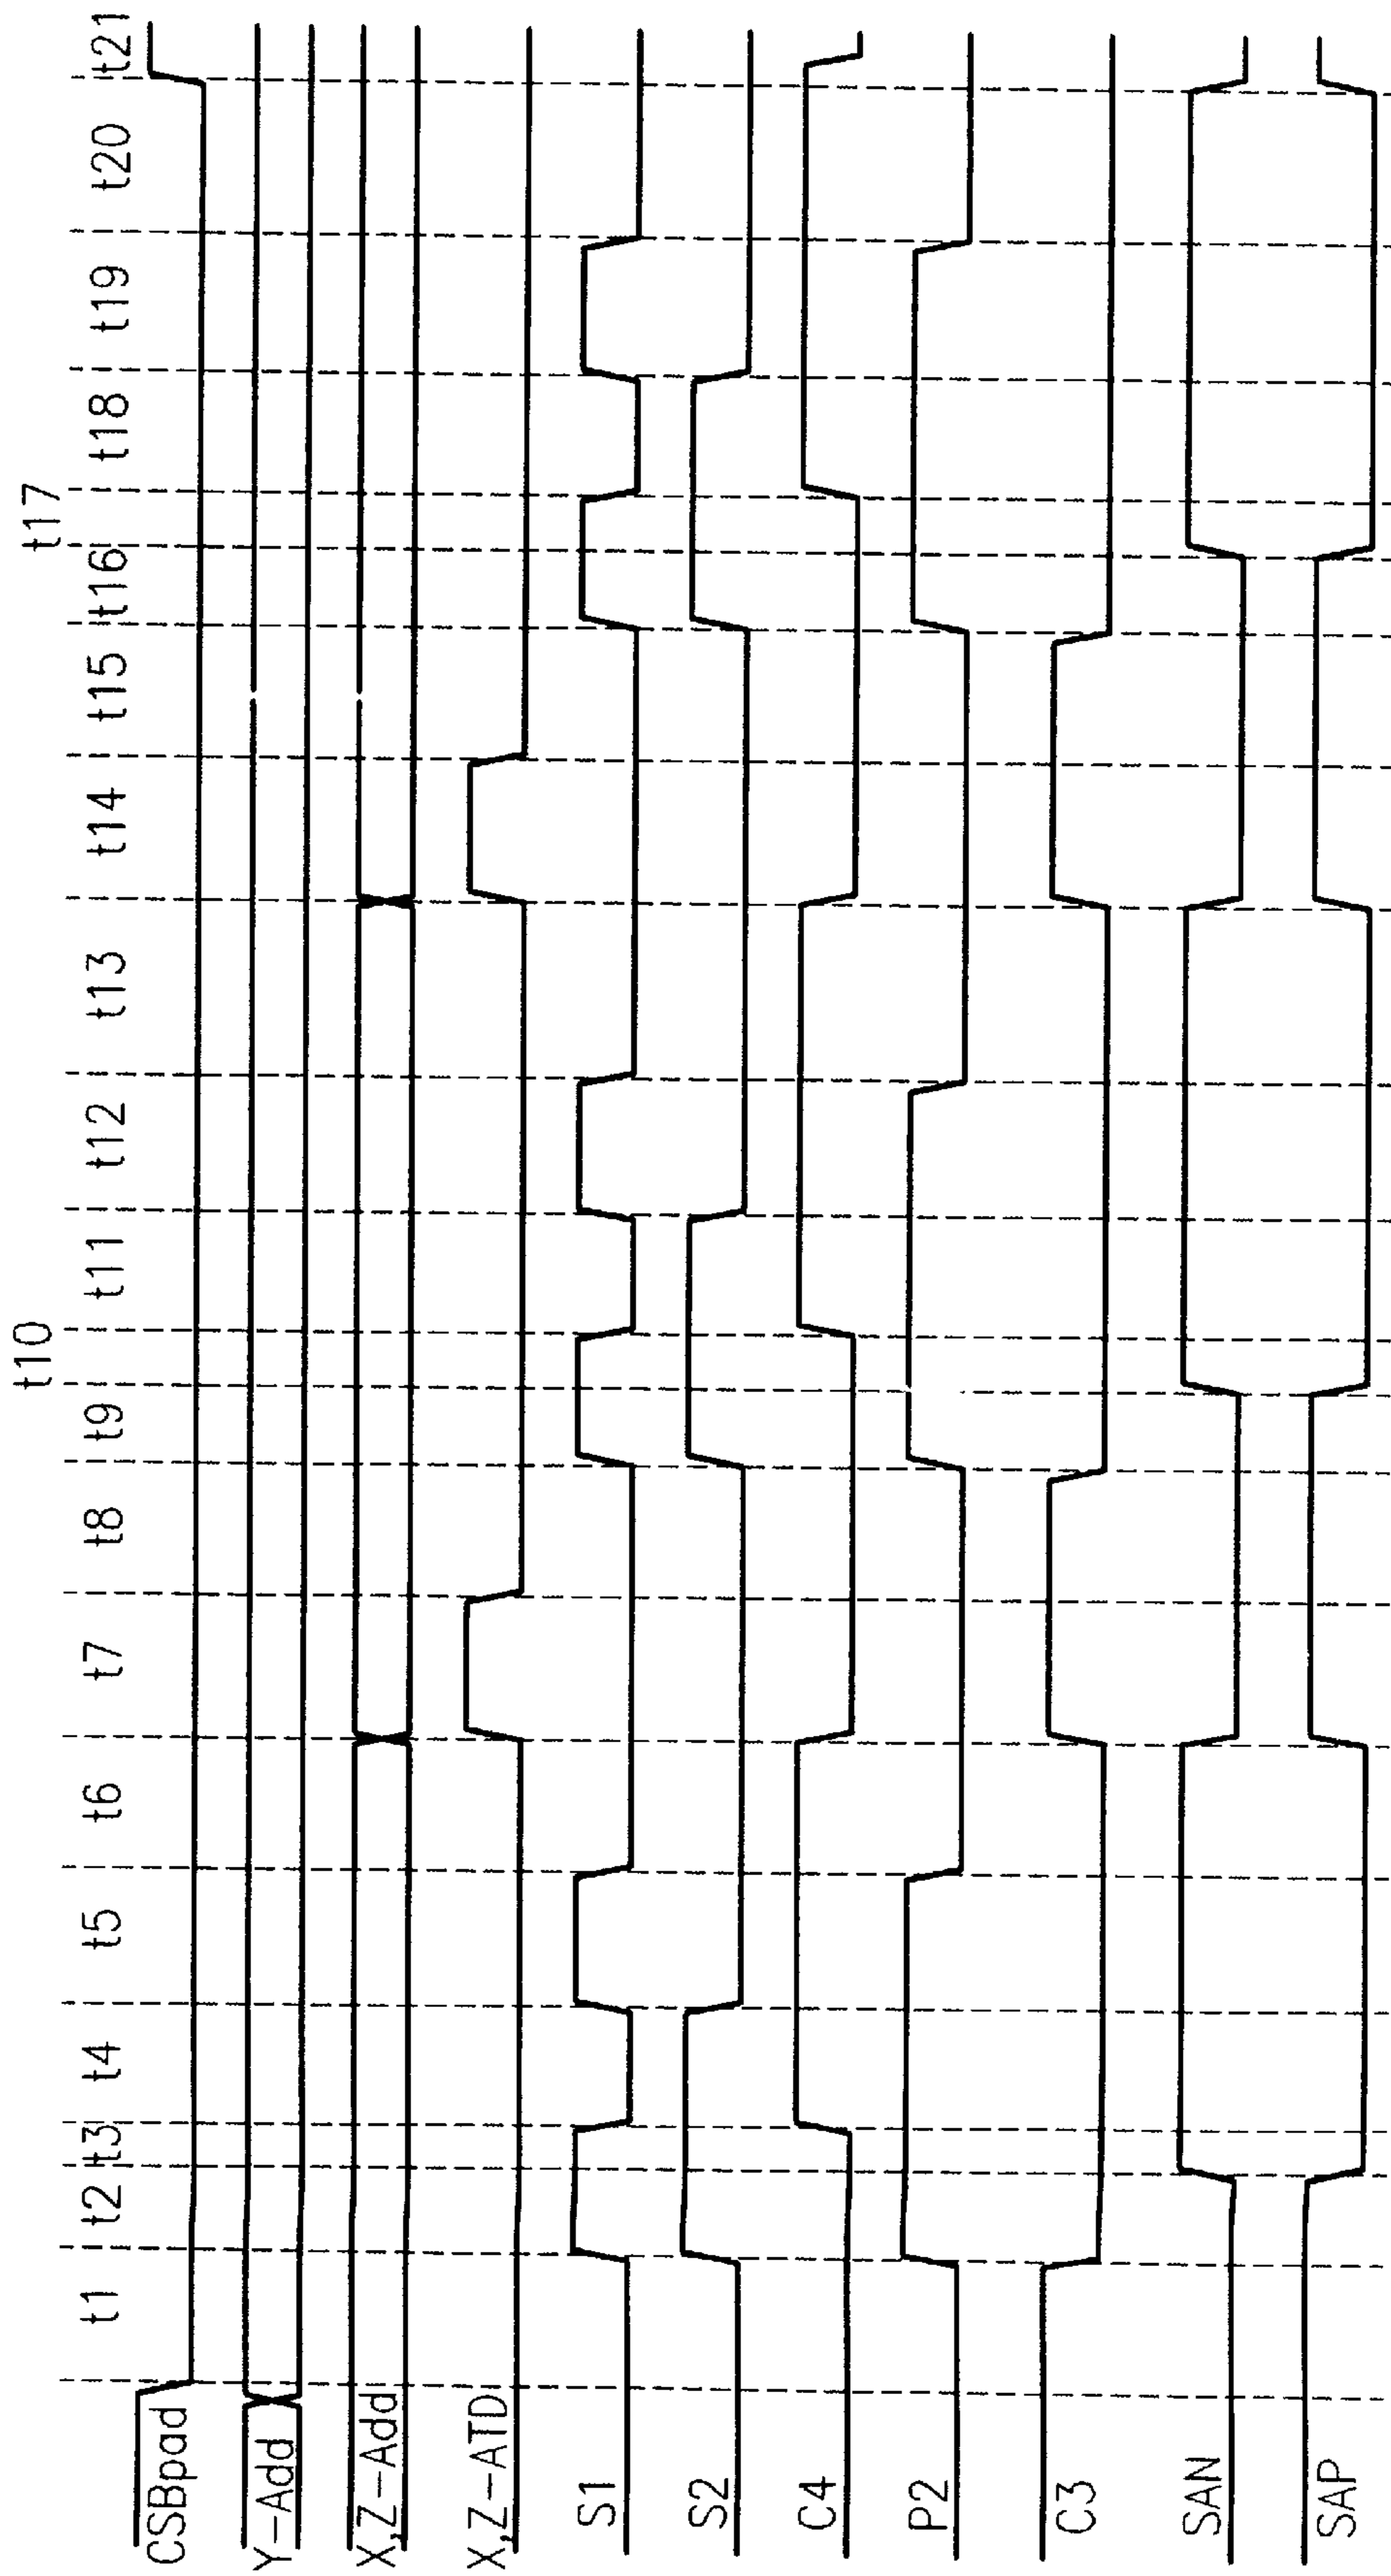 t10
t17
t1
t2
t3
t4
t5
t6
t7
t8
t9
t11
t12
t13
t14
t15
t16
t18
t19
t20
t21
CSBpad
Y-Add
X,Z-Add
X,Z-ATD
S1
S2
C4
P2
C3
SAN
SAP